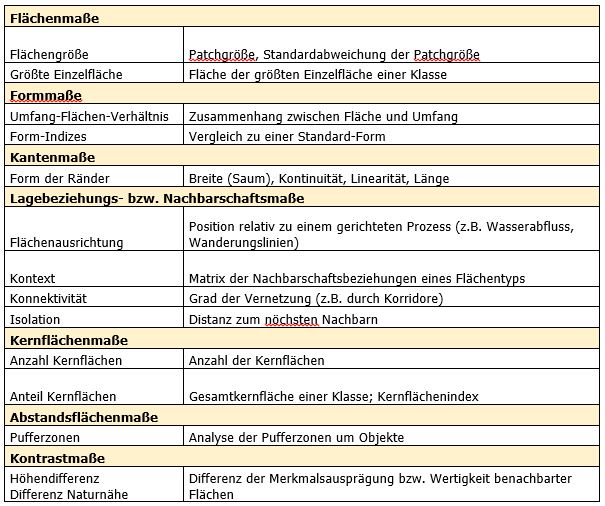 Flächenmaße
Flächengröße Patchgröße, Standardabweichung der Patchgröße
Größte Einzelfläche Fläche der größten Einzelfläche einer Klasse
Formmaße
Umfang-Flächen-Verhältnis Zusammenhang zwischen Fläche und Umfang
Form-Indizes Vergleich zu einer Standard-Form
Kantenmaße
Form der Ränder Breite (Saum), Kontinuität, Linearität, Länge
Lagebeziehungs- bzw. Nachbarschaftsmaße
Flächenausrichtung Position relativ zu einem gerichteten Prozess (z.B. Wasserabfluss,
Wanderungslinien)
Kontext Matrix der Nachbarschaftsbeziehungen eines Flächentyps
Konnektivität Grad der Vernetzung (z.B. durch Korridore)
Isolation Distanz zum nöchsten Nachbarn
Kernflächenmaße
Anzahl Kernflächen Anzahl der Kernflächen
Anteil Kernflächen Gesamtkernfläche einer Klasse; Kernflächenindex
Abstandsflächenmaße
Pufferzonen Analyse der Pufferzonen um Objekte
Kontrastmaße
Höhendifferenz Differenz der Merkmalsausprägung bzw. Wertigkeit benachbarter
Differenz Naturnähe Flächen